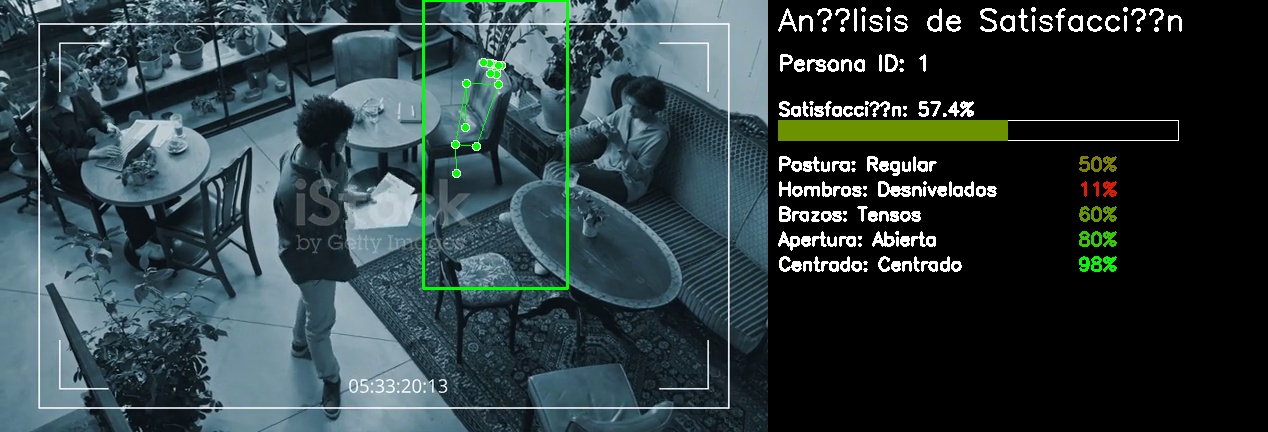 An??lisis de Satisfacci??n
Persona ID: 1
Satisfacci??n: 57.4%
Postura: Regular 50%
Hombros: Desnivelados 11%
Brazos: Tensos 60%
Apertura: Abierta 80%
Centrado: Centrado 98%
iStock
by Getty Images
05:33:20:13